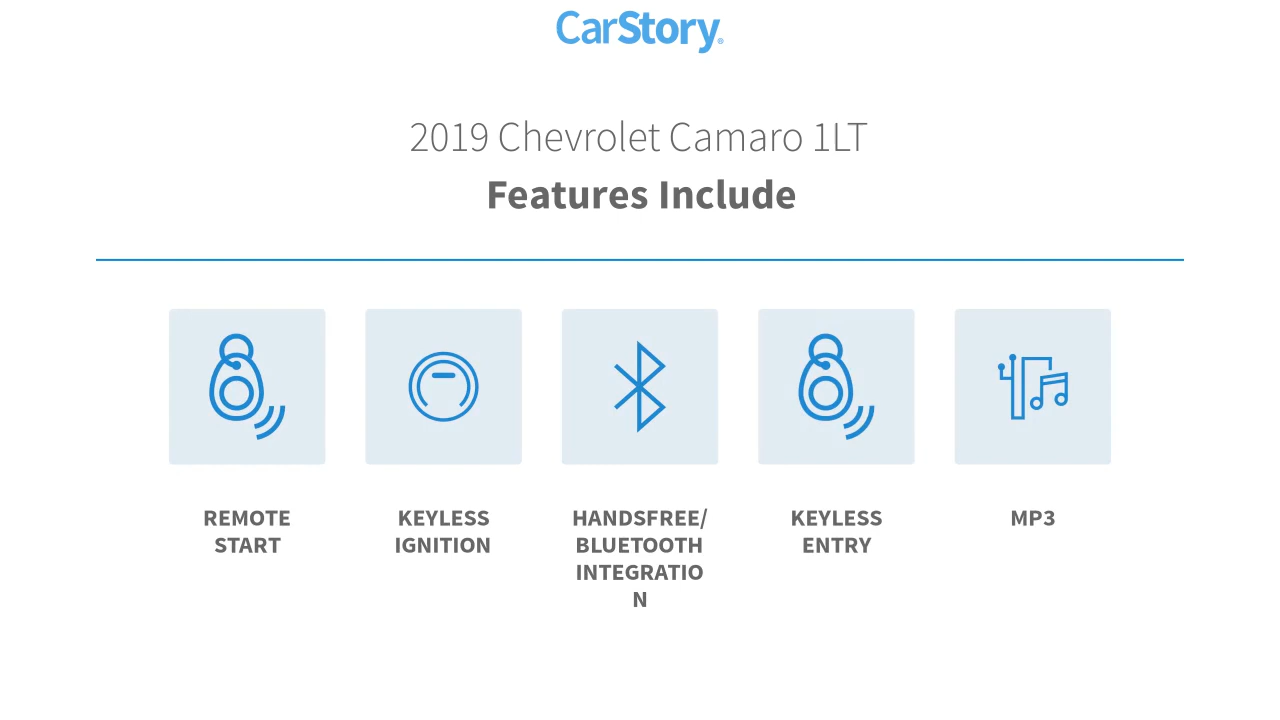 CarStory®
2019 Chevrolet Camaro 1LT
Features Include
REMOTE
START
KEYLESS
IGNITION
HANDSFREE/
BLUETOOTH
INTEGRATIO
N
KEYLESS
ENTRY
MP3